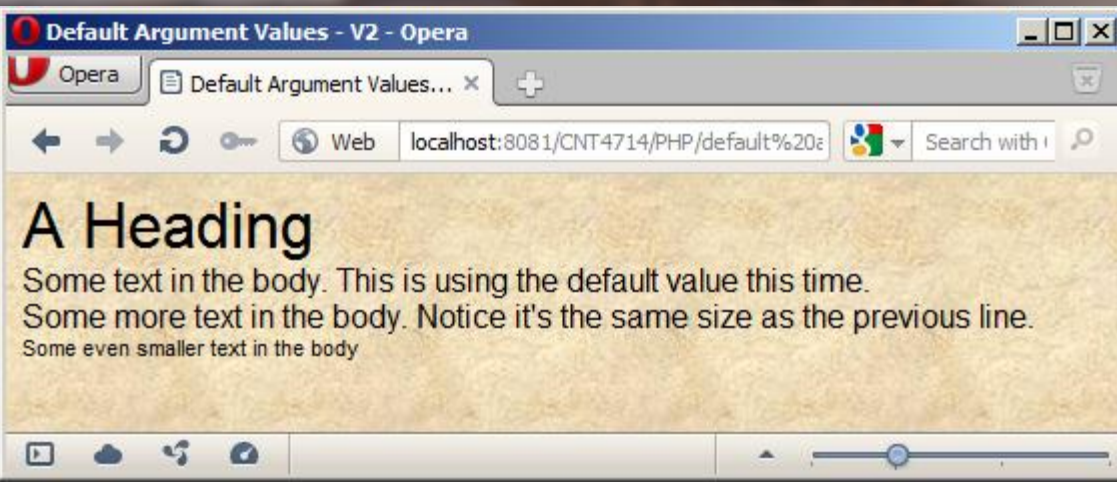 Default Argument Values - V2 - Opera
Opera
Default Argument Values...
Web
localhost:8081/CNT4714/PHP/default%20a
Search with
A Heading
Some text in the body. This is using the default value this time.
Some more text in the body. Notice it's the same size as the previous line.
Some even smaller text in the body